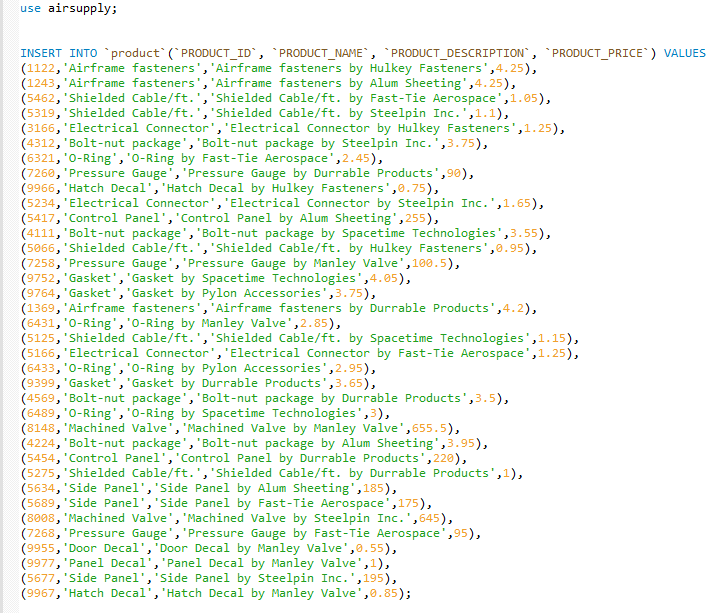 use airsupply;
INSERT INTO `product`(`PRODUCT_ID`, `PRODUCT_NAME`, `PRODUCT_DESCRIPTION`, `PRODUCT_PRICE`) VALUES
(1122,'Airframe fasteners','Airframe fasteners by Hulkey Fasteners',4.25),
(1243,'Airframe fasteners','Airframe fasteners by Alum Sheeting',4.25),
(5462,'Shielded Cable/ft.','Shielded Cable/ft. by Fast-Tie Aerospace',1.05),
(5319,'Shielded Cable/ft.','Shielded Cable/ft. by Steelpin Inc.',1.1),
(3166,'Electrical Connector','Electrical Connector by Hulkey Fasteners',1.25),
(4312,'Bolt-nut package','Bolt-nut package by Steelpin Inc.',3.75),
(6321,'O-Ring','O-Ring by Fast-Tie Aerospace',2.45),
(7260,'Pressure Gauge','Pressure Gauge by Durrable Products',90),
(9966,'Hatch Decal','Hatch Decal by Hulkey Fasteners',0.75),
(5234,'Electrical Connector','Electrical Connector by Steelpin Inc.',1.65),
(5417,'Control Panel','Control Panel by Alum Sheeting',255),
(4111,'Bolt-nut package','Bolt-nut package by Spacetime Technologies',3.55),
(5066,'Shielded Cable/ft.','Shielded Cable/ft. by Hulkey Fasteners',0.95),
(7258,'Pressure Gauge','Pressure Gauge by Manley Valve',100.5),
(9752,'Gasket','Gasket by Spacetime Technologies',4.05),
(9764,'Gasket','Gasket by Pylon Accessories',3.75),
(1369,'Airframe fasteners','Airframe fasteners by Durrable Products',4.2),
(6431,'O-Ring','O-Ring by Manley Valve',2.85),
(5125,'Shielded Cable/ft.','Shielded Cable/ft. by Spacetime Technologies',1.15),
(5166,'Electrical Connector','Electrical Connector by Fast-Tie Aerospace',1.25),
(6433,'O-Ring','O-Ring by Pylon Accessories',2.95),
(9399,'Gasket','Gasket by Durrable Products',3.65),
(4569,'Bolt-nut package','Bolt-nut package by Durrable Products',3.5),
(6489,'O-Ring','O-Ring by Spacetime Technologies',3),
(8148,'Machined Valve','Machined Valve by Manley Valve',655.5),
(4224,'Bolt-nut package','Bolt-nut package by Alum Sheeting',3.95),
(5454,'Control Panel','Control Panel by Durrable Products',220),
(5275,'Shielded Cable/ft.','Shielded Cable/ft. by Durrable Products',1),
(5634,'Side Panel','Side Panel by Alum Sheeting',185),
(5689,'Side Panel','Side Panel by Fast-Tie Aerospace',175),
(8008,'Machined Valve','Machined Valve by Steelpin Inc.',645),
(7268,'Pressure Gauge','Pressure Gauge by Fast-Tie Aerospace',95),
(9955,'Door Decal','Door Decal by Manley Valve',0.55),
(9977,'Panel Decal','Panel Decal by Manley Valve',1),
(5677,'Side Panel','Side Panel by Steelpin Inc.',195),
(9967,'Hatch Decal','Hatch Decal by Manley Valve',0.85);